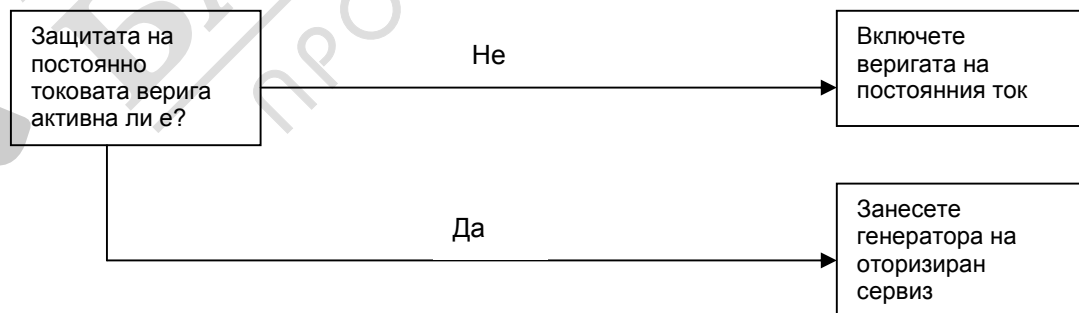 Защитата на
постоянно
токовата верига
активна ли е?
Не
Включете
веригата на
постоянния ток
Да
Занесете
генератора на
оторизиран
сервиз